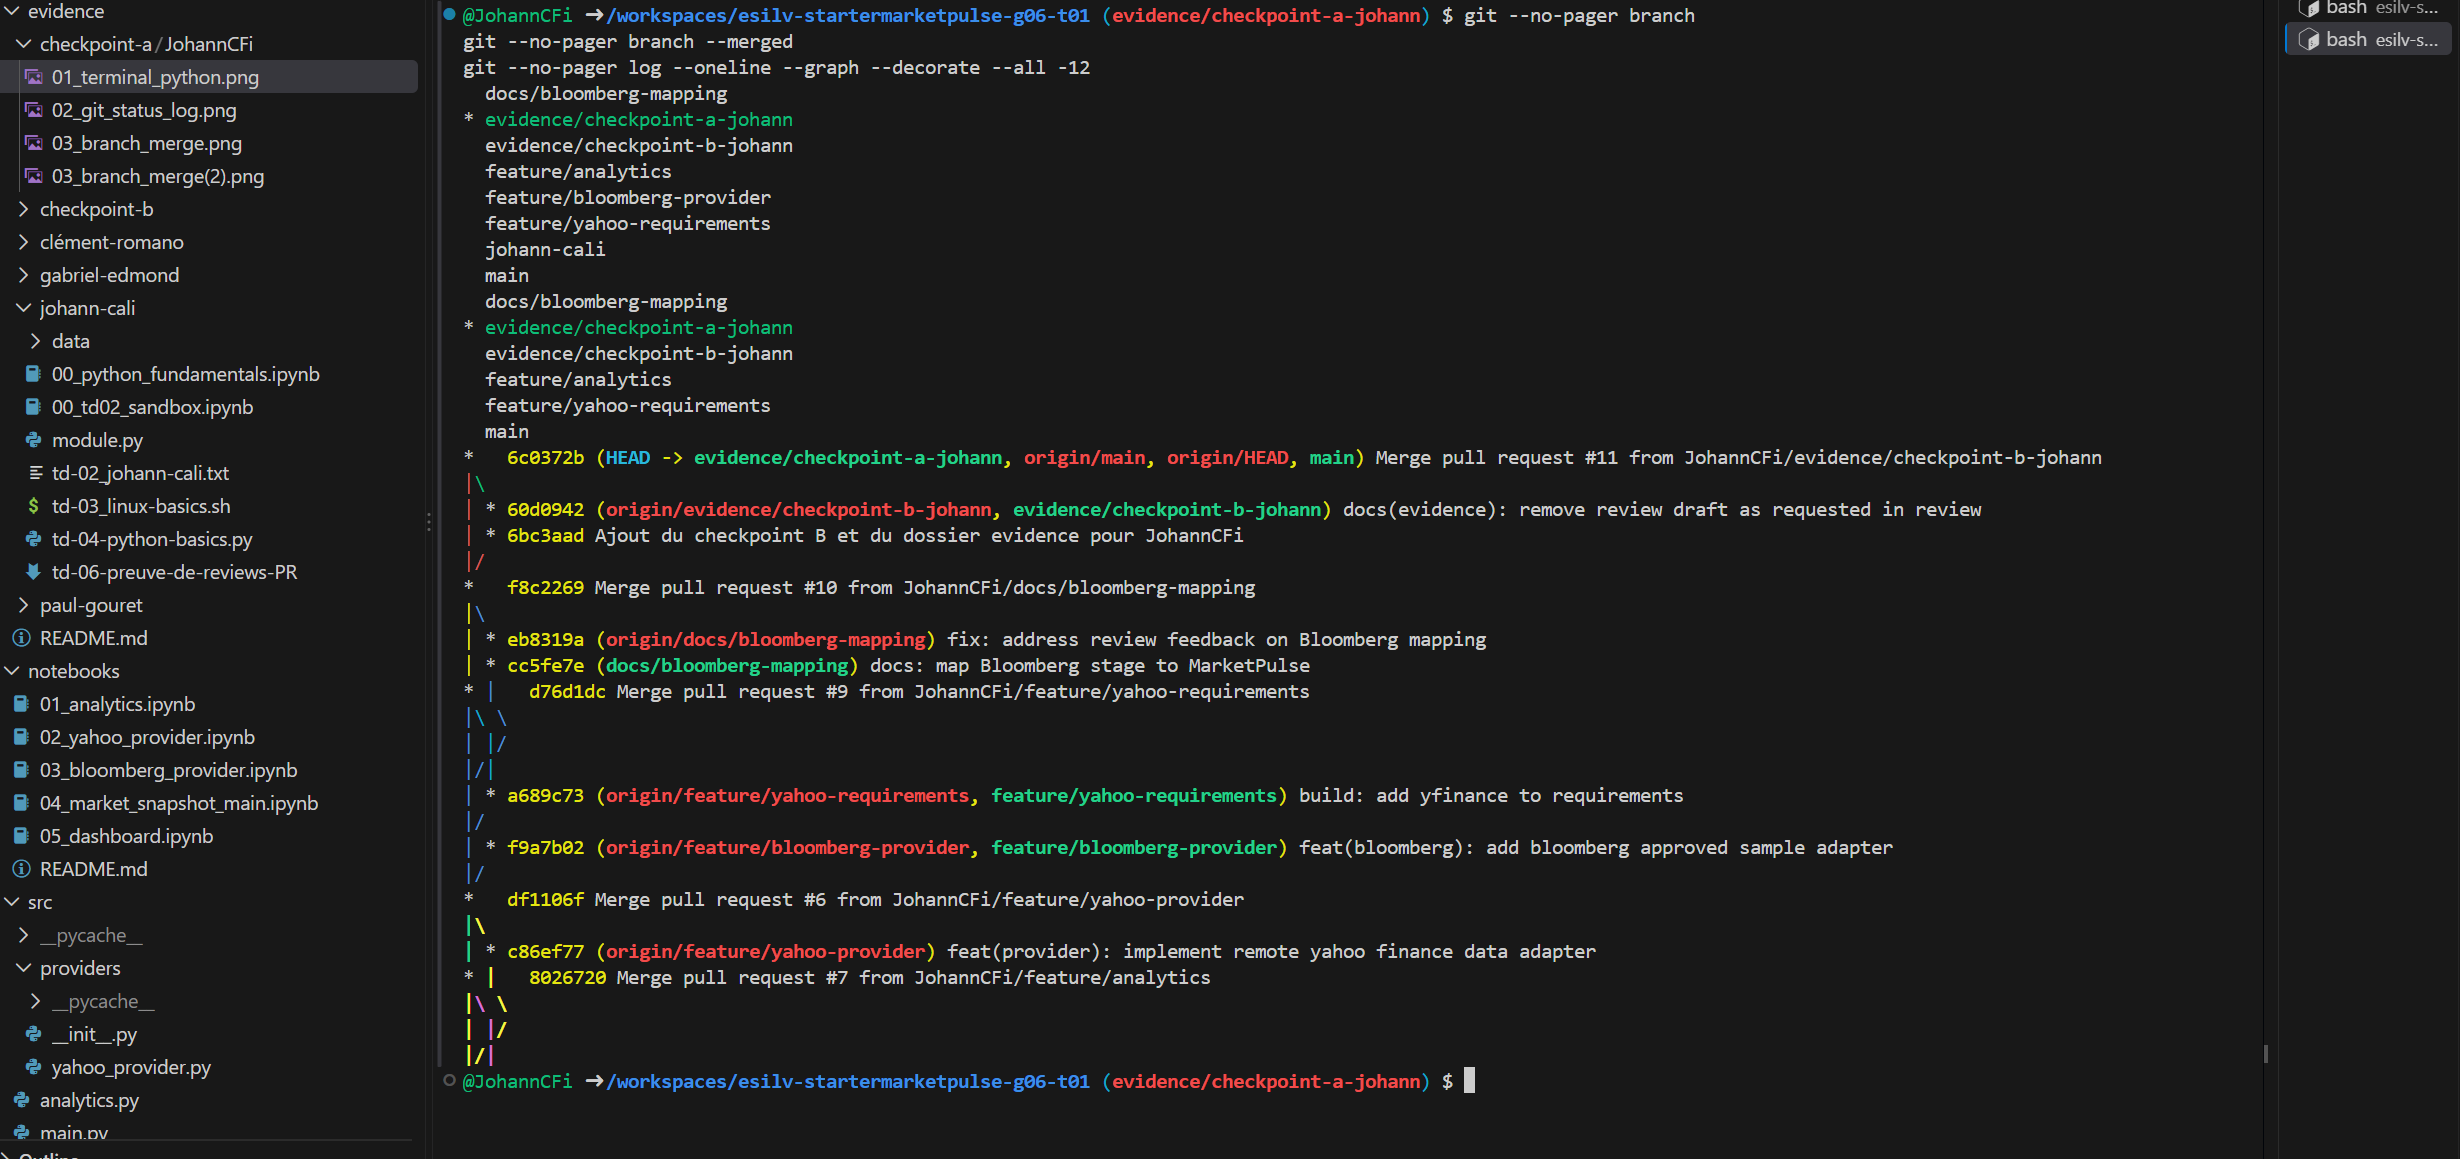 evidence
checkpoint-a / JohannCFi
01_terminal_python.png
02_git_status_log.png
03_branch_merge.png
03_branch_merge(2).png
checkpoint-b
clément-romano
gabriel-edmond
johann-cali
data
00_python_fundamentals.ipynb
00_td02_sandbox.ipynb
module.py
td-02_johann-cali.txt
$ td-03_linux-basics.sh
td-04-python-basics.py
td-06-preuve-de-reviews-PR
paul-gouret
README.md
notebooks
01_analytics.ipynb
02_yahoo_provider.ipynb
03_bloomberg_provider.ipynb
04_market_snapshot_main.ipynb
05_dashboard.ipynb
README.md
src
__pycache__
providers
__pycache__
__init__.py
yahoo_provider.py
analytics.py
main.py
Outline
@JohannCFi ➜/workspaces/esilv-startermarketpulse-g06-t01 (evidence/checkpoint-a-johann) $ git --no-pager branch
git --no-pager branch --merged
git --no-pager log --oneline --graph --decorate --all -12
  docs/bloomberg-mapping
* evidence/checkpoint-a-johann
  evidence/checkpoint-b-johann
  feature/analytics
  feature/bloomberg-provider
  feature/yahoo-requirements
  johann-cali
  main
  docs/bloomberg-mapping
* evidence/checkpoint-a-johann
  evidence/checkpoint-b-johann
  feature/analytics
  feature/yahoo-requirements
  main
*   6c0372b (HEAD -> evidence/checkpoint-a-johann, origin/main, origin/HEAD, main) Merge pull request #11 from JohannCFi/evidence/checkpoint-b-johann
|\
| * 60d0942 (origin/evidence/checkpoint-b-johann, evidence/checkpoint-b-johann) docs(evidence): remove review draft as requested in review
| * 6bc3aad Ajout du checkpoint B et du dossier evidence pour JohannCFi
|/
*   f8c2269 Merge pull request #10 from JohannCFi/docs/bloomberg-mapping
|\
| * eb8319a (origin/docs/bloomberg-mapping) fix: address review feedback on Bloomberg mapping
| * cc5fe7e (docs/bloomberg-mapping) docs: map Bloomberg stage to MarketPulse
* |   d76d1dc Merge pull request #9 from JohannCFi/feature/yahoo-requirements
|\ \
| |/
|/|
| * a689c73 (origin/feature/yahoo-requirements, feature/yahoo-requirements) build: add yfinance to requirements
|/
| * f9a7b02 (origin/feature/bloomberg-provider, feature/bloomberg-provider) feat(bloomberg): add bloomberg approved sample adapter
|/
*   df1106f Merge pull request #6 from JohannCFi/feature/yahoo-provider
|\
| * c86ef77 (origin/feature/yahoo-provider) feat(provider): implement remote yahoo finance data adapter
* |   8026720 Merge pull request #7 from JohannCFi/feature/analytics
|\ \
| |/
|/|
@JohannCFi ➜/workspaces/esilv-startermarketpulse-g06-t01 (evidence/checkpoint-a-johann) $
bash esilv-s...
bash esilv-s...